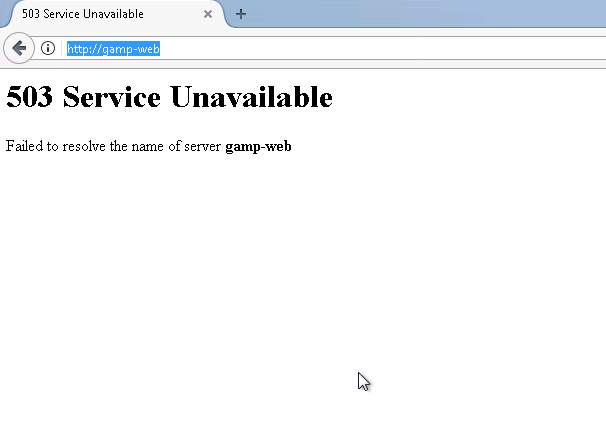 503 Service Unavailable
http://gamp-web
503 Service Unavailable
Failed to resolve the name of server gamp-web